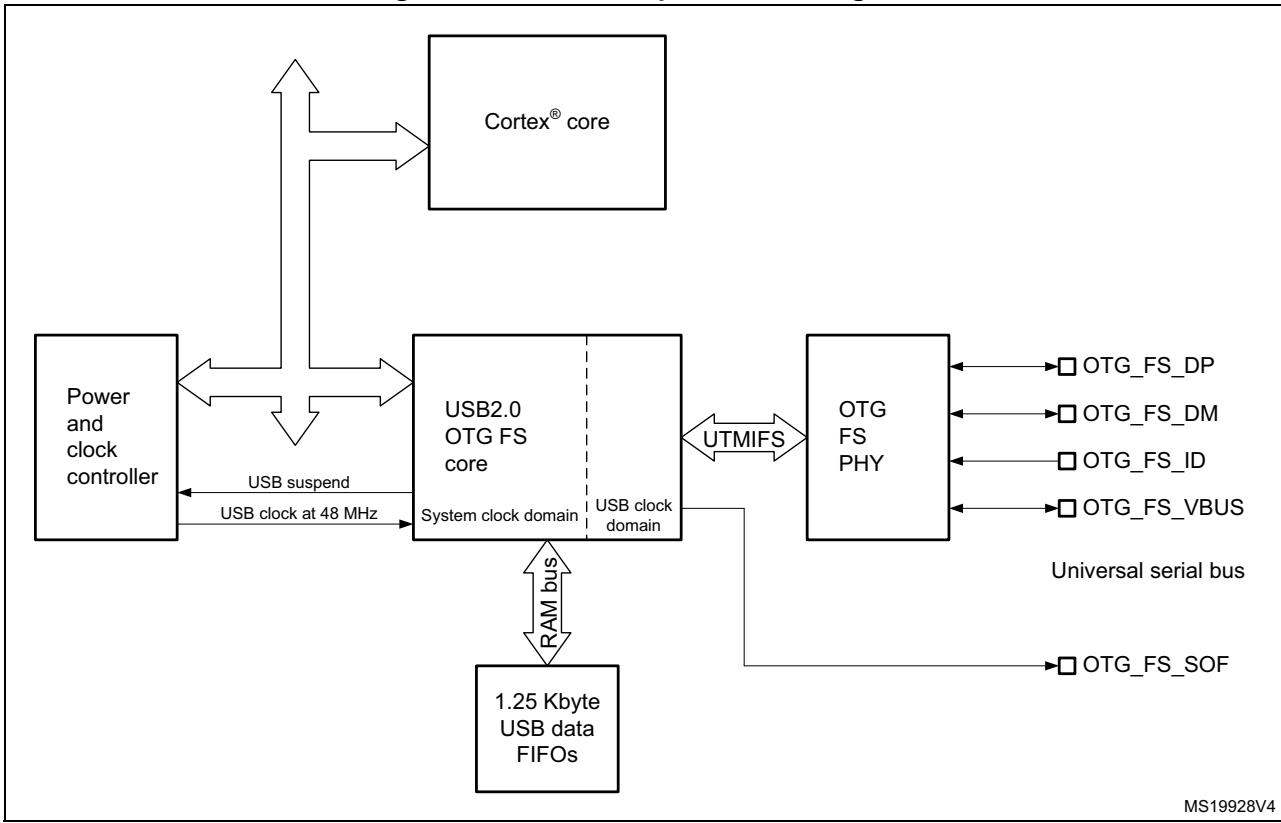 Cortex® core
Power
and
clock
controller
USB2.0
OTG FS
core
UTMIFS
OTG
FS
PHY
OTG_FS_DP
OTG_FS_DM
OTG_FS_ID
OTG_FS_VBUS
USB suspend
USB clock at 48 MHz
System clock domain
USB clock
domain
Universal serial bus
RAM bus
OTG_FS_SOF
1.25 Kbyte
USB data
FIFOs
MS19928V4